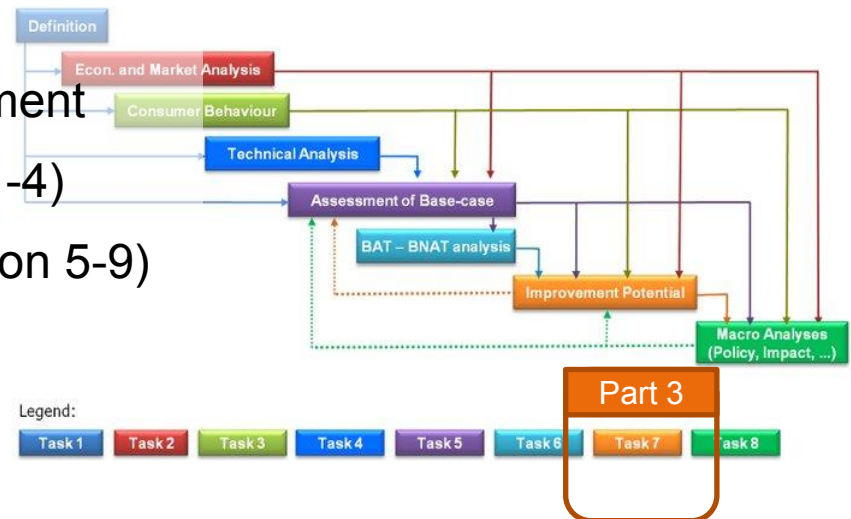 Definition
Econ. and Market Analysis
ment
Consumer Behaviour
Technical Analysis
-4)
Assessment of Base-case
on 5-9)
BAT – BNAT analysis
Improvement Potential
Macro Analyses
(Policy, Impact, ...)
Part 3
Legend:
Task 1 Task 2 Task 3 Task 4 Task 5 Task 6 Task 7 Task 8